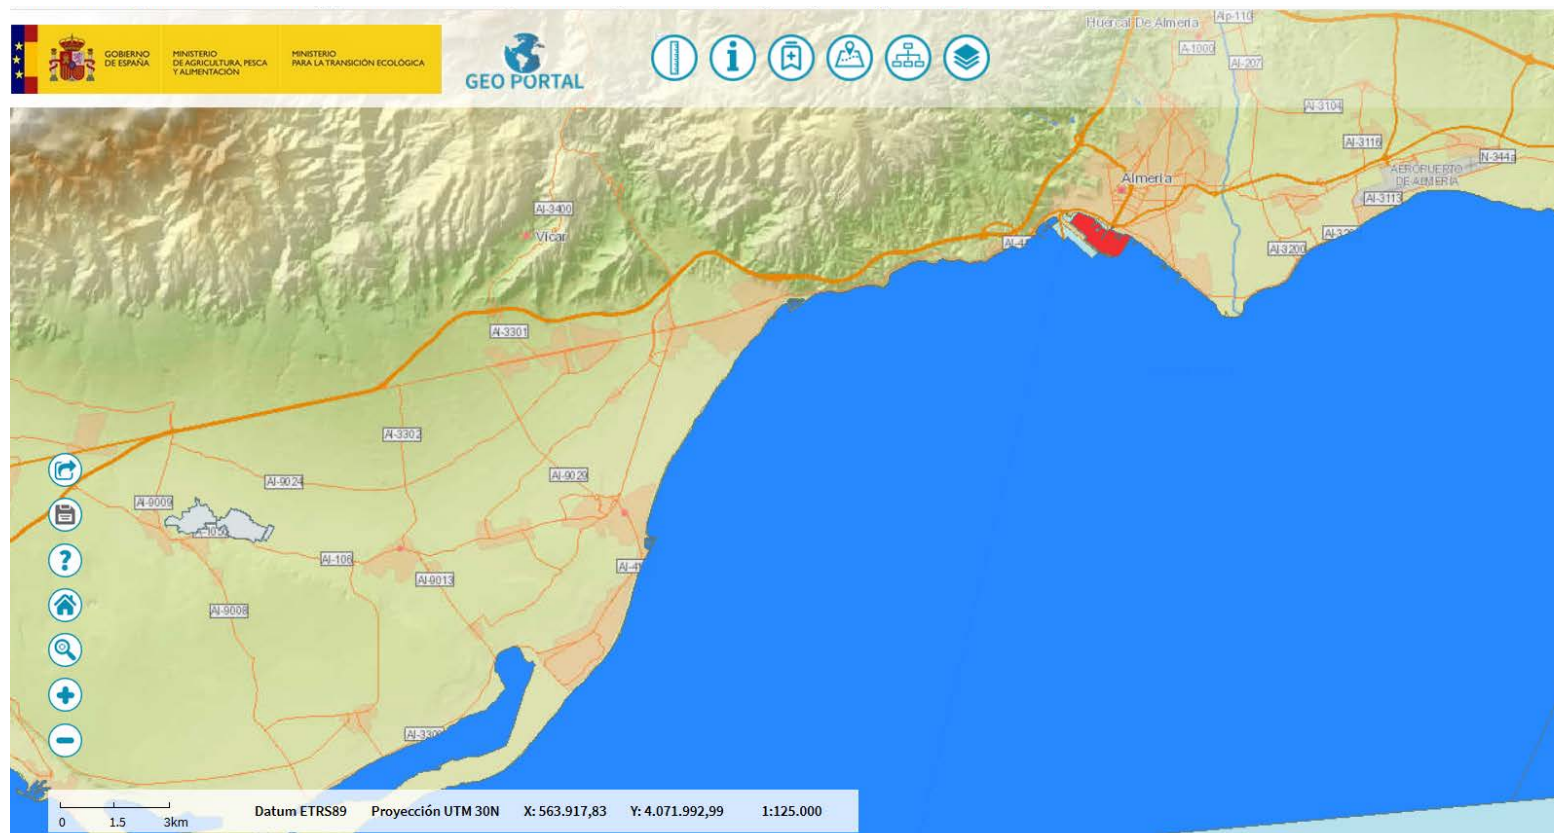 GOBIERNO
DE ESPAÑA
MINISTERIO
DE AGRICULTURA, PESCA
Y ALIMENTACIÓN
MINISTERIO
PARA LA TRANSICIÓN ECOLÓGICA
GEO PORTAL
Huercal De Almeria
Alp-110
A-1000
Al-207
Al-3104
Al-3116
N-344a
AEROPUERTO
DE ALMERIA
Almeria
Al-3113
Al-3400
Vicar
Al-3200
Al-3301
Al-3302
Al-9024
Al-9029
Al-9009
Al-106
Al-9013
Al-9008
0 1.5 3km
Datum ETRS89 Proyección UTM 30N X: 563.917,83 Y: 4.071.992,99 1:125.000